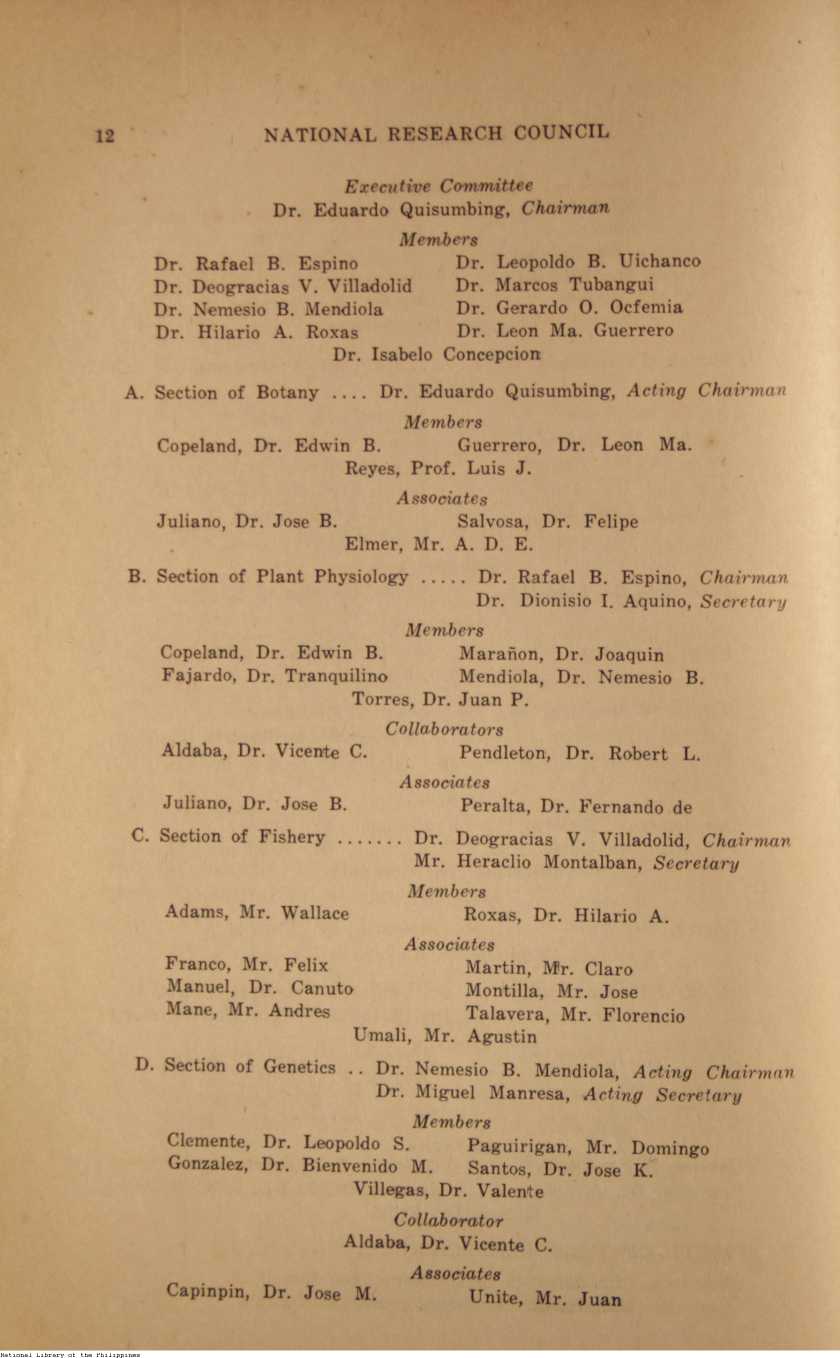 12 NATIONAL RESEARCH COUNCIL
Executive Committee
Dr. Eduardo Quisumbing, Chairman
Members
Dr. Rafael B. Espino Dr. Leopoldo B. Uichanco
Dr. Deogracias V. Villadolid Dr. Marcos Tubangui
Dr. Nemesio B. Mendiola Dr. Gerardo O. Ocfemia
Dr. Hilario A. Roxas Dr. Leon Ma. Guerrero
Dr. Isabelo Concepcion
A. Section of Botany .... Dr. Eduardo Quisumbing, Acting Chairman
Members
Copeland, Dr. Edwin B. Guerrero, Dr. Leon Ma.
Reyes, Prof. Luis J.
Associates
Juliano, Dr. Jose B. Salvosa, Dr. Felipe
Elmer, Mr. A. D. E.
B. Section of Plant Physiology ..... Dr. Rafael B. Espino, Chairman
Dr. Dionisio I. Aquino, Secretary
Members
Copeland, Dr. Edwin B. Marañon, Dr. Joaquin
Fajardo, Dr. Tranquilino Mendiola, Dr. Nemesio B.
Torres, Dr. Juan P.
Collaborators
Aldaba, Dr. Vicente C. Pendleton, Dr. Robert L.
Associates
Juliano, Dr. Jose B. Peralta, Dr. Fernando de
C. Section of Fishery ....... Dr. Deogracias V. Villadolid, Chairman
Mr. Heraclio Montalban, Secretary
Members
Adams, Mr. Wallace Roxas, Dr. Hilario A.
Associates
Franco, Mr. Felix Martin, Mr. Claro
Manuel, Dr. Canuto Montilla, Mr. Jose
Mane, Mr. Andres Talavera, Mr. Florencio
Umali, Mr. Agustin
D. Section of Genetics .. Dr. Nemesio B. Mendiola, Acting Chairman
Dr. Miguel Manresa, Acting Secretary
Members
Clemente, Dr. Leopoldo S. Paguirigan, Mr. Domingo
Gonzalez, Dr. Bienvenido M. Santos, Dr. Jose K.
Villegas, Dr. Valente
Collaborator
Aldaba, Dr. Vicente C.
Associates
Capinpin, Dr. Jose M. Unite, Mr. Juan
National Library of the Philippines